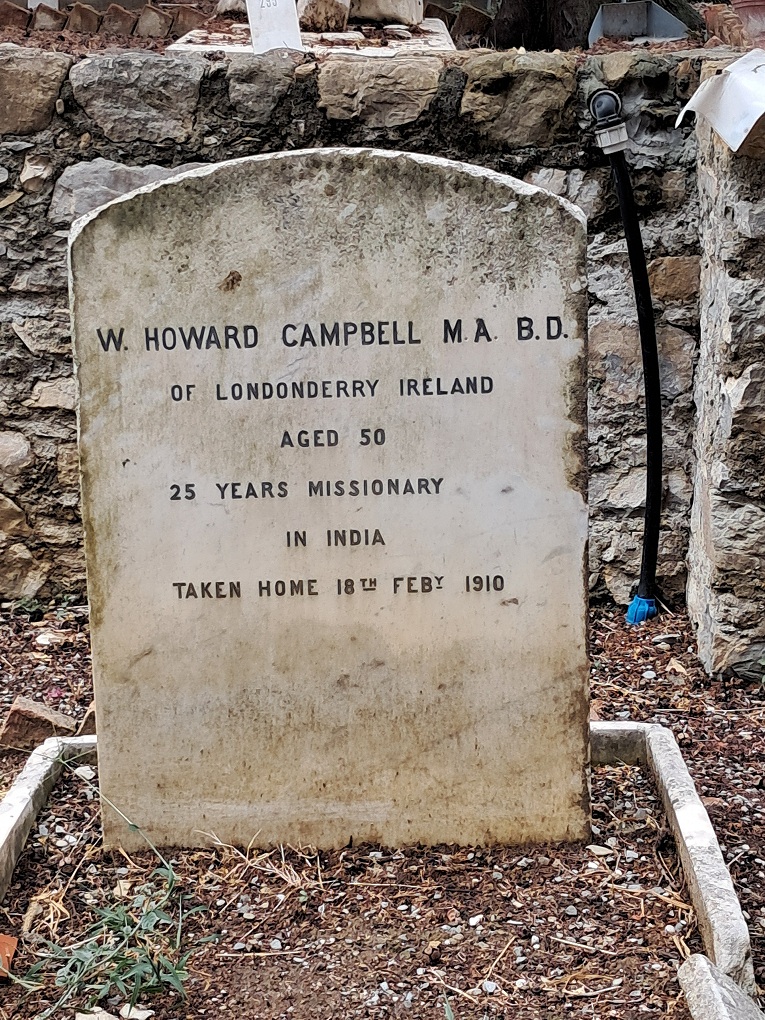 W. HOWARD CAMPBELL M.A. B.D.
OF LONDONDERRY IRELAND
AGED 50
25 YEARS MISSIONARY
IN INDIA
TAKEN HOME 18TH FEBY 1910